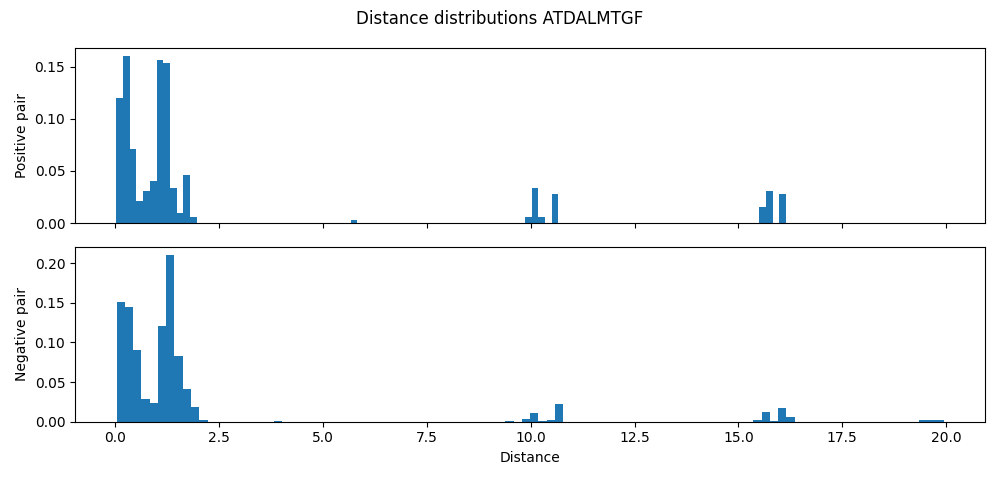 Distance distributions ATDALMTGF
0.15
0.10
0.05
0.00
Positive pair
0.20
0.15
0.10
0.05
0.00
Negative pair
0.0 2.5 5.0 7.5 10.0 12.5 15.0 17.5 20.0
Distance